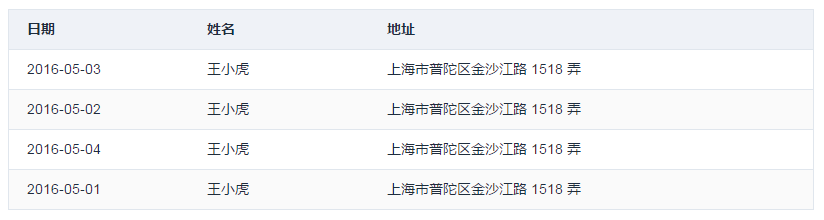 日期 姓名 地址
2016-05-03 王小虎 上海市普陀区金沙江路 1518 弄
2016-05-02 王小虎 上海市普陀区金沙江路 1518 弄
2016-05-04 王小虎 上海市普陀区金沙江路 1518 弄
2016-05-01 王小虎 上海市普陀区金沙江路 1518 弄